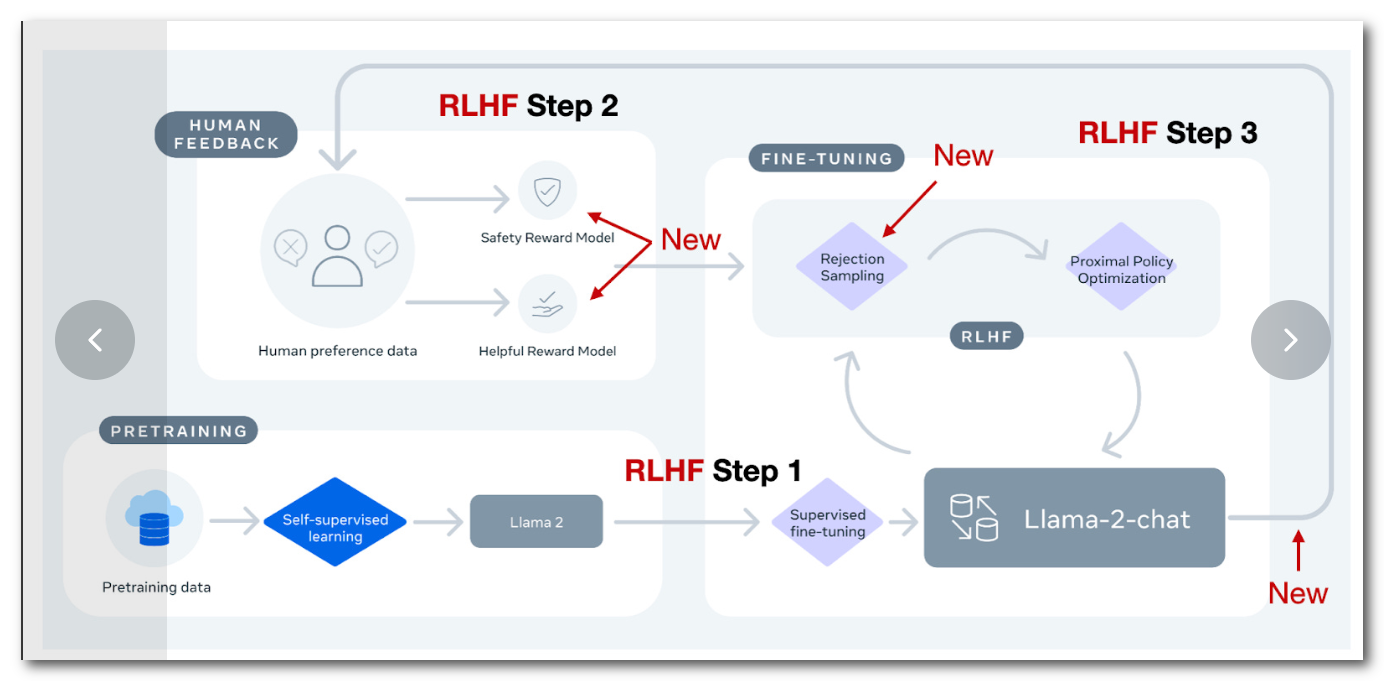 RLHF Step 2
HUMAN
FEEDBACK
Safety Reward Model
New
Helpful Reward Model
Human preference data
RLHF Step 3
FINE-TUNING
New
Rejection
Sampling
Proximal Policy
Optimization
RLHF
PRETRAINING
Pretraining data
Self-supervised
learning
Llama 2
RLHF Step 1
Supervised
fine-tuning
Llama-2-chat
New